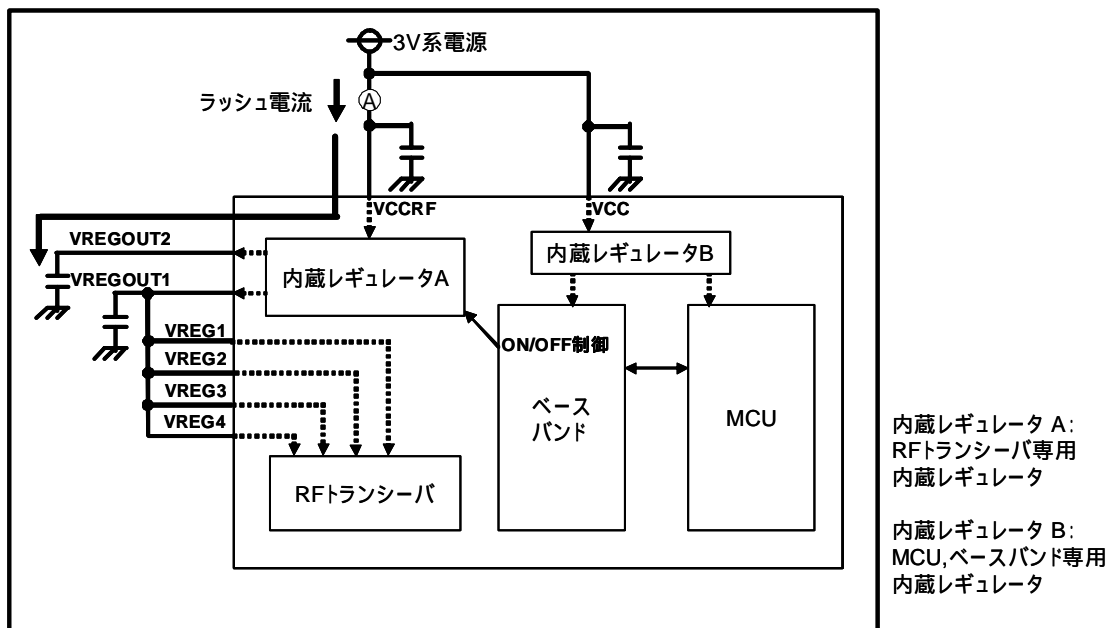 3V系電源
ラッシュ電流
A
VCCRF
VCC
VREGOUT2
内蔵レギュレータB
内蔵レギュレータA
VREGOUT1
VREG1
ON/OFF制御
VREG2
VREG3
VREG4
ベース
バンド
MCU
RFトランシーバ
内蔵レギュレータ A:
RFトランシーバ専用
内蔵レギュレータ
内蔵レギュレータ B:
MCU,ベースバンド専用
内蔵レギュレータ